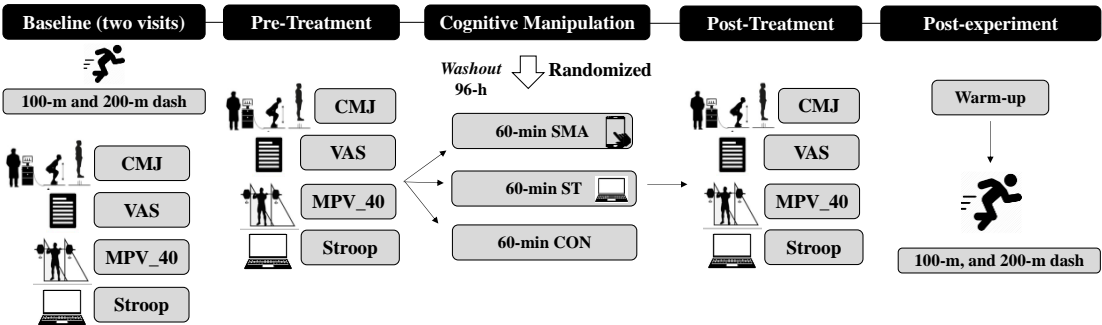 Baseline (two visits)
100-m and 200-m dash
CMJ
VAS
MPV_40
Stroop
Pre-Treatment
CMJ
VAS
MPV_40
Stroop
Cognitive Manipulation
Washout
96-h
Randomized
60-min SMA
60-min ST
60-min CON
Post-Treatment
CMJ
VAS
MPV_40
Stroop
Post-experiment
Warm-up
100-m, and 200-m dash